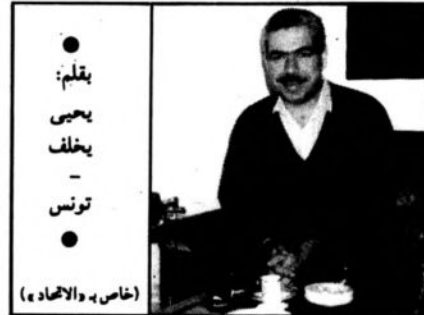 ●
بقلم:
يحيى
يخلف
–
تونس
●
(خاص بـ «الاتحاد»)